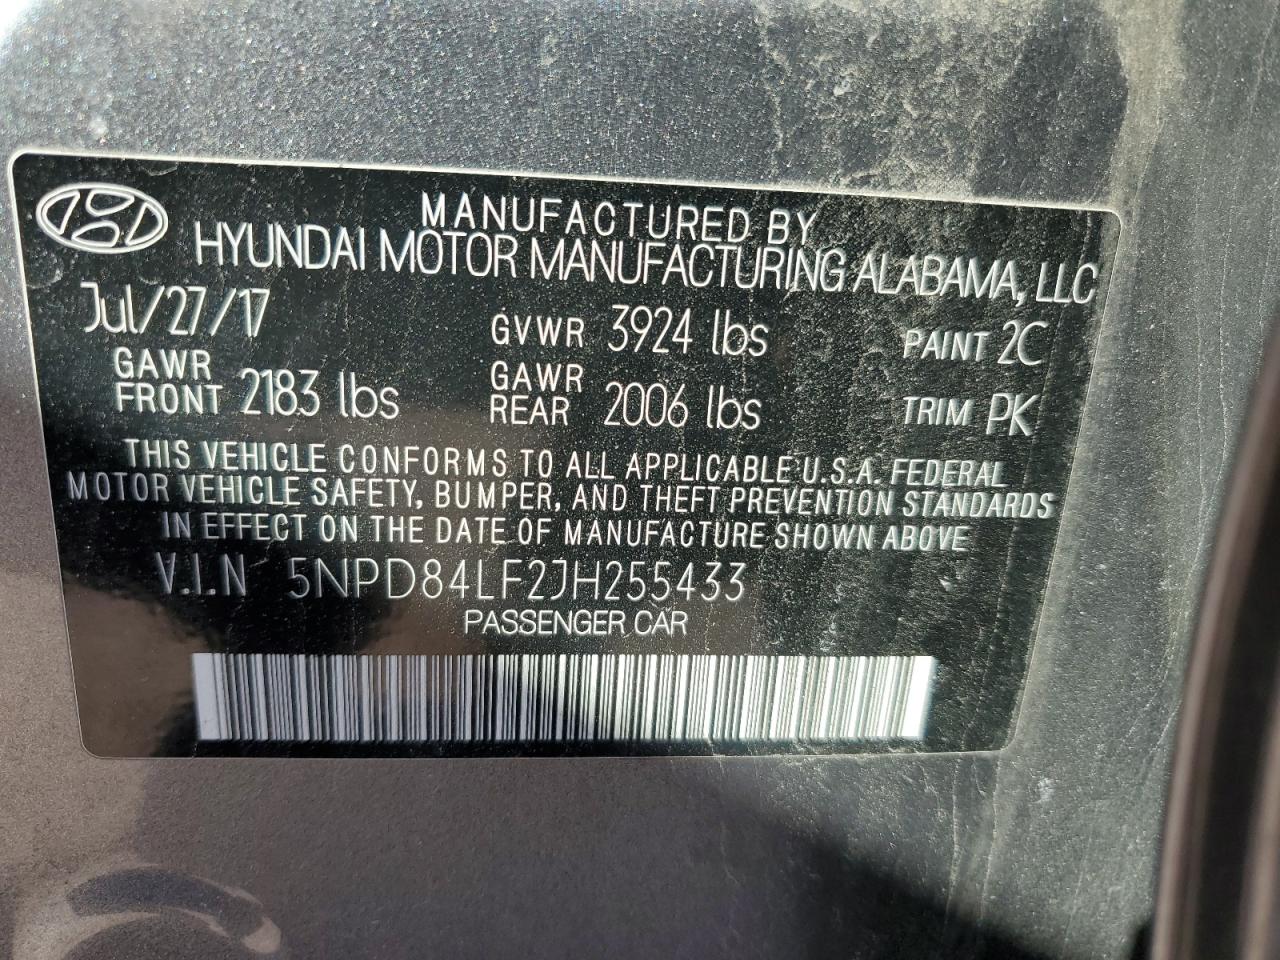 MANUFACTURED BY
HYUNDAI MOTOR MANUFACTURING ALABAMA, LLC
Jul/27/17 GVWR 3924 lbs PAINT 2C
GAWR FRONT 2183 lbs GAWR REAR 2006 lbs TRIM PK
THIS VEHICLE CONFORMS TO ALL APPLICABLE U.S.A. FEDERAL
MOTOR VEHICLE SAFETY, BUMPER, AND THEFT PREVENTION STANDARDS
IN EFFECT ON THE DATE OF MANUFACTURE SHOWN ABOVE
V.I.N 5NPD84LF2JH255433
PASSENGER CAR